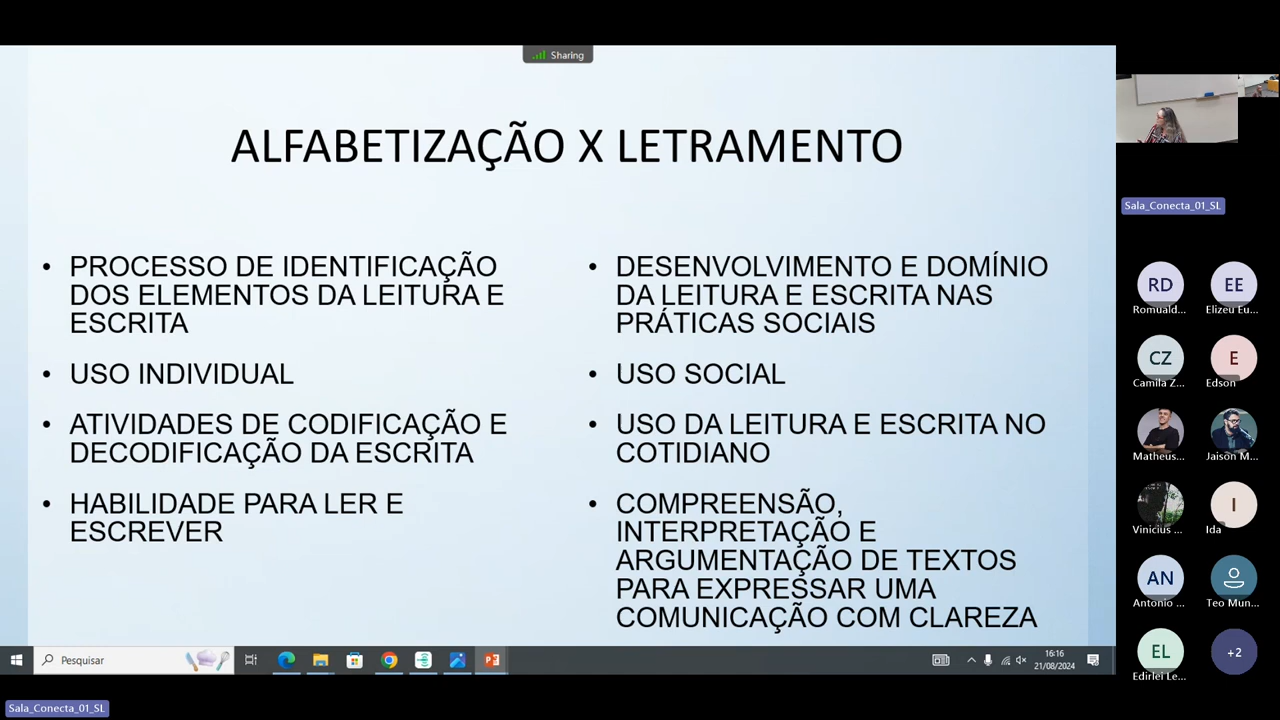 Sharing
ALFABETIZAÇÃO X LETRAMENTO
• PROCESSO DE IDENTIFICAÇÃO
DOS ELEMENTOS DA LEITURA E
ESCRITA
• USO INDIVIDUAL
• ATIVIDADES DE CODIFICAÇÃO E
DECODIFICAÇÃO DA ESCRITA
• HABILIDADE PARA LER E
ESCREVER
• DESENVOLVIMENTO E DOMÍNIO
DA LEITURA E ESCRITA NAS
PRÁTICAS SOCIAIS
• USO SOCIAL
• USO DA LEITURA E ESCRITA NO
COTIDIANO
• COMPREENSÃO,
INTERPRETAÇÃO E
ARGUMENTAÇÃO DE TEXTOS
PARA EXPRESSAR UMA
COMUNICAÇÃO COM CLAREZA
Sala_Conecta_01_SL
RD
Romuald...
EE
Elizeu Eu...
CZ
Camila Z...
E
Edson
Matheus...
Jaison M...
Vinicius ...
I
Ida
AN
Antonio ...
Teo Mun...
EL
Edirlei Le...
+2
Pesquisar
16:16
21/08/2024
Sala_Conecta_01_SL